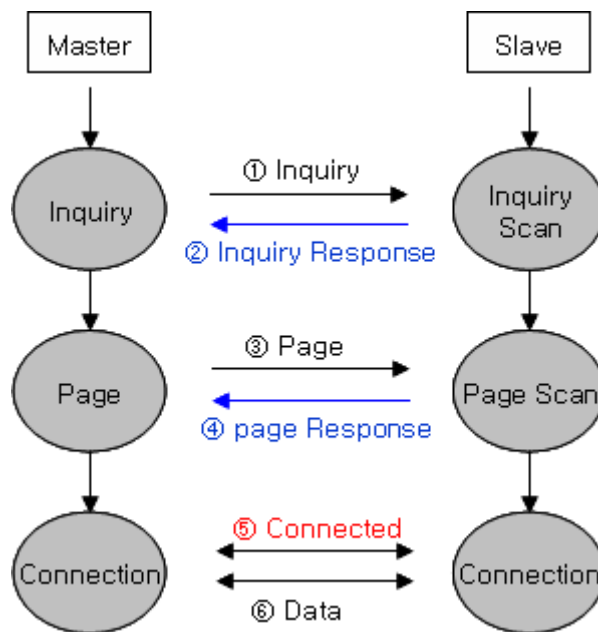 Master
Slave
① Inquiry
Inquiry
Inquiry
Scan
② Inquiry Response
③ Page
Page
Page Scan
④ page Response
⑤ Connected
Connection
Connection
⑥ Data